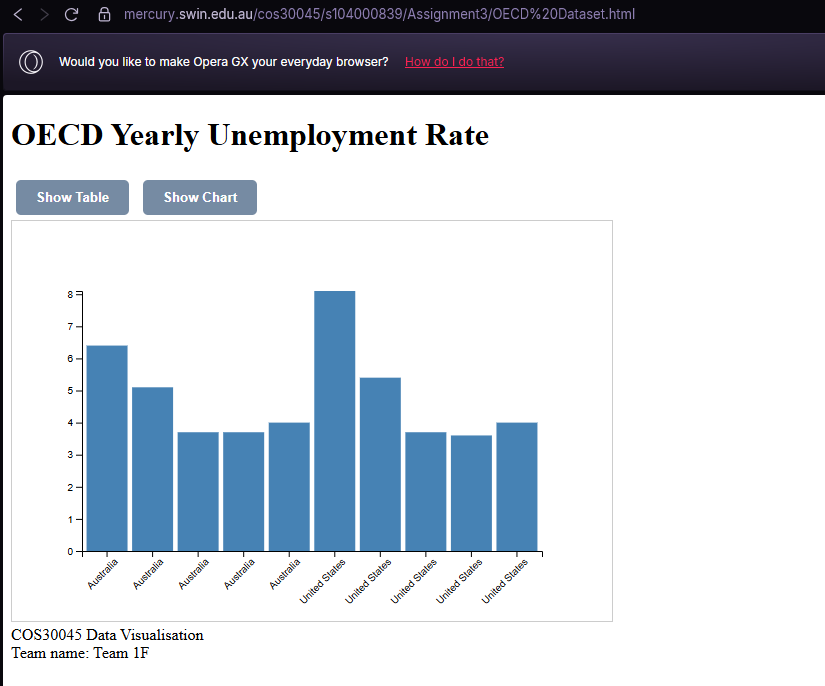 mercury.swin.edu.au/cos30045/s104000839/Assignment3/OECD%20Dataset.html
Would you like to make Opera GX your everyday browser? How do I do that?
OECD Yearly Unemployment Rate
Show Table Show Chart
8
7
6
5
4
3
2
1
0
Australia Australia Australia Australia Australia United States United States United States United States United States
COS30045 Data Visualisation
Team name: Team 1F